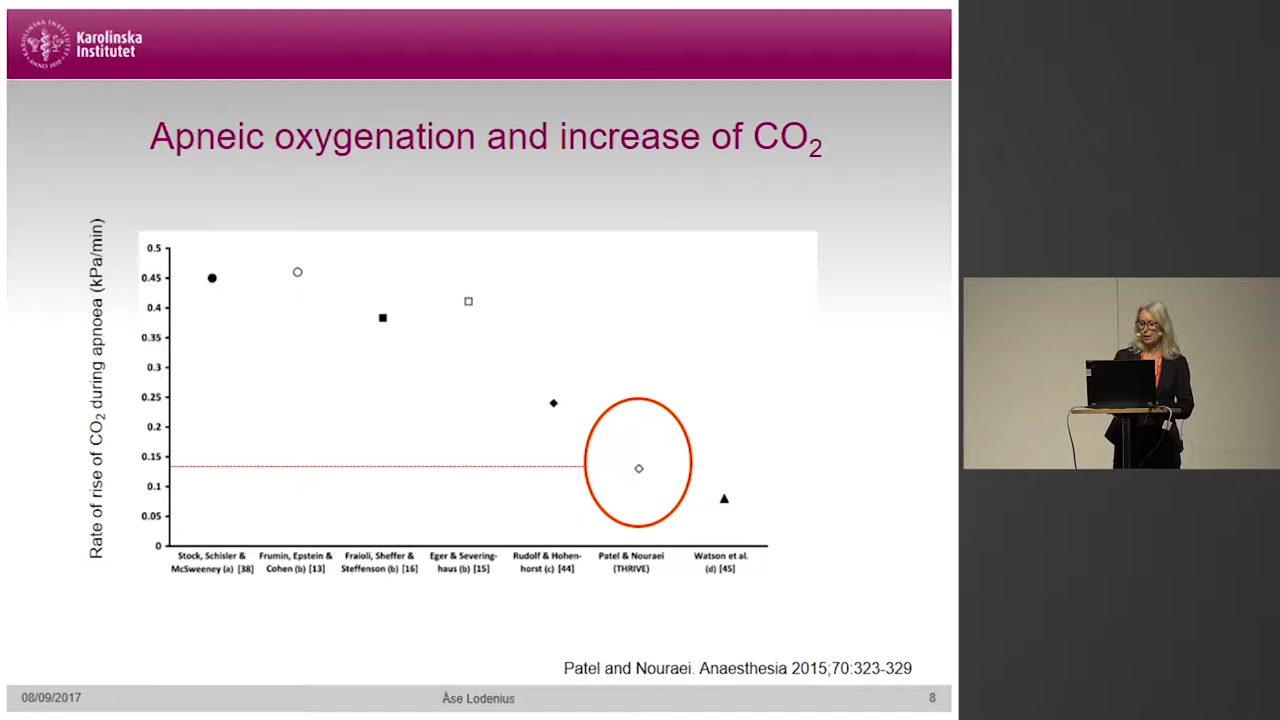 Karolinska
Institutet
KAROLINSKA INSTITUTET
ANNO 1810
Apneic oxygenation and increase of CO₂
Rate of rise of CO₂ during apnoea (kPa/min)
0.5
0.45
0.4
0.35
0.3
0.25
0.2
0.15
0.1
0.05
0
Stock, Schisler &
McSweeney (a) [38]
Frumin, Epstein &
Cohen (b) [13]
Fraioli, Sheffer &
Steffenson (b) [16]
Eger & Severing-
haus (b) [15]
Rudolf & Hohen-
horst (c) [44]
Patel & Nouraei
(THRIVE)
Watson et al.
(d) [45]
Patel and Nouraei. Anaesthesia 2015;70:323-329
08/09/2017
Åse Lodenius
8